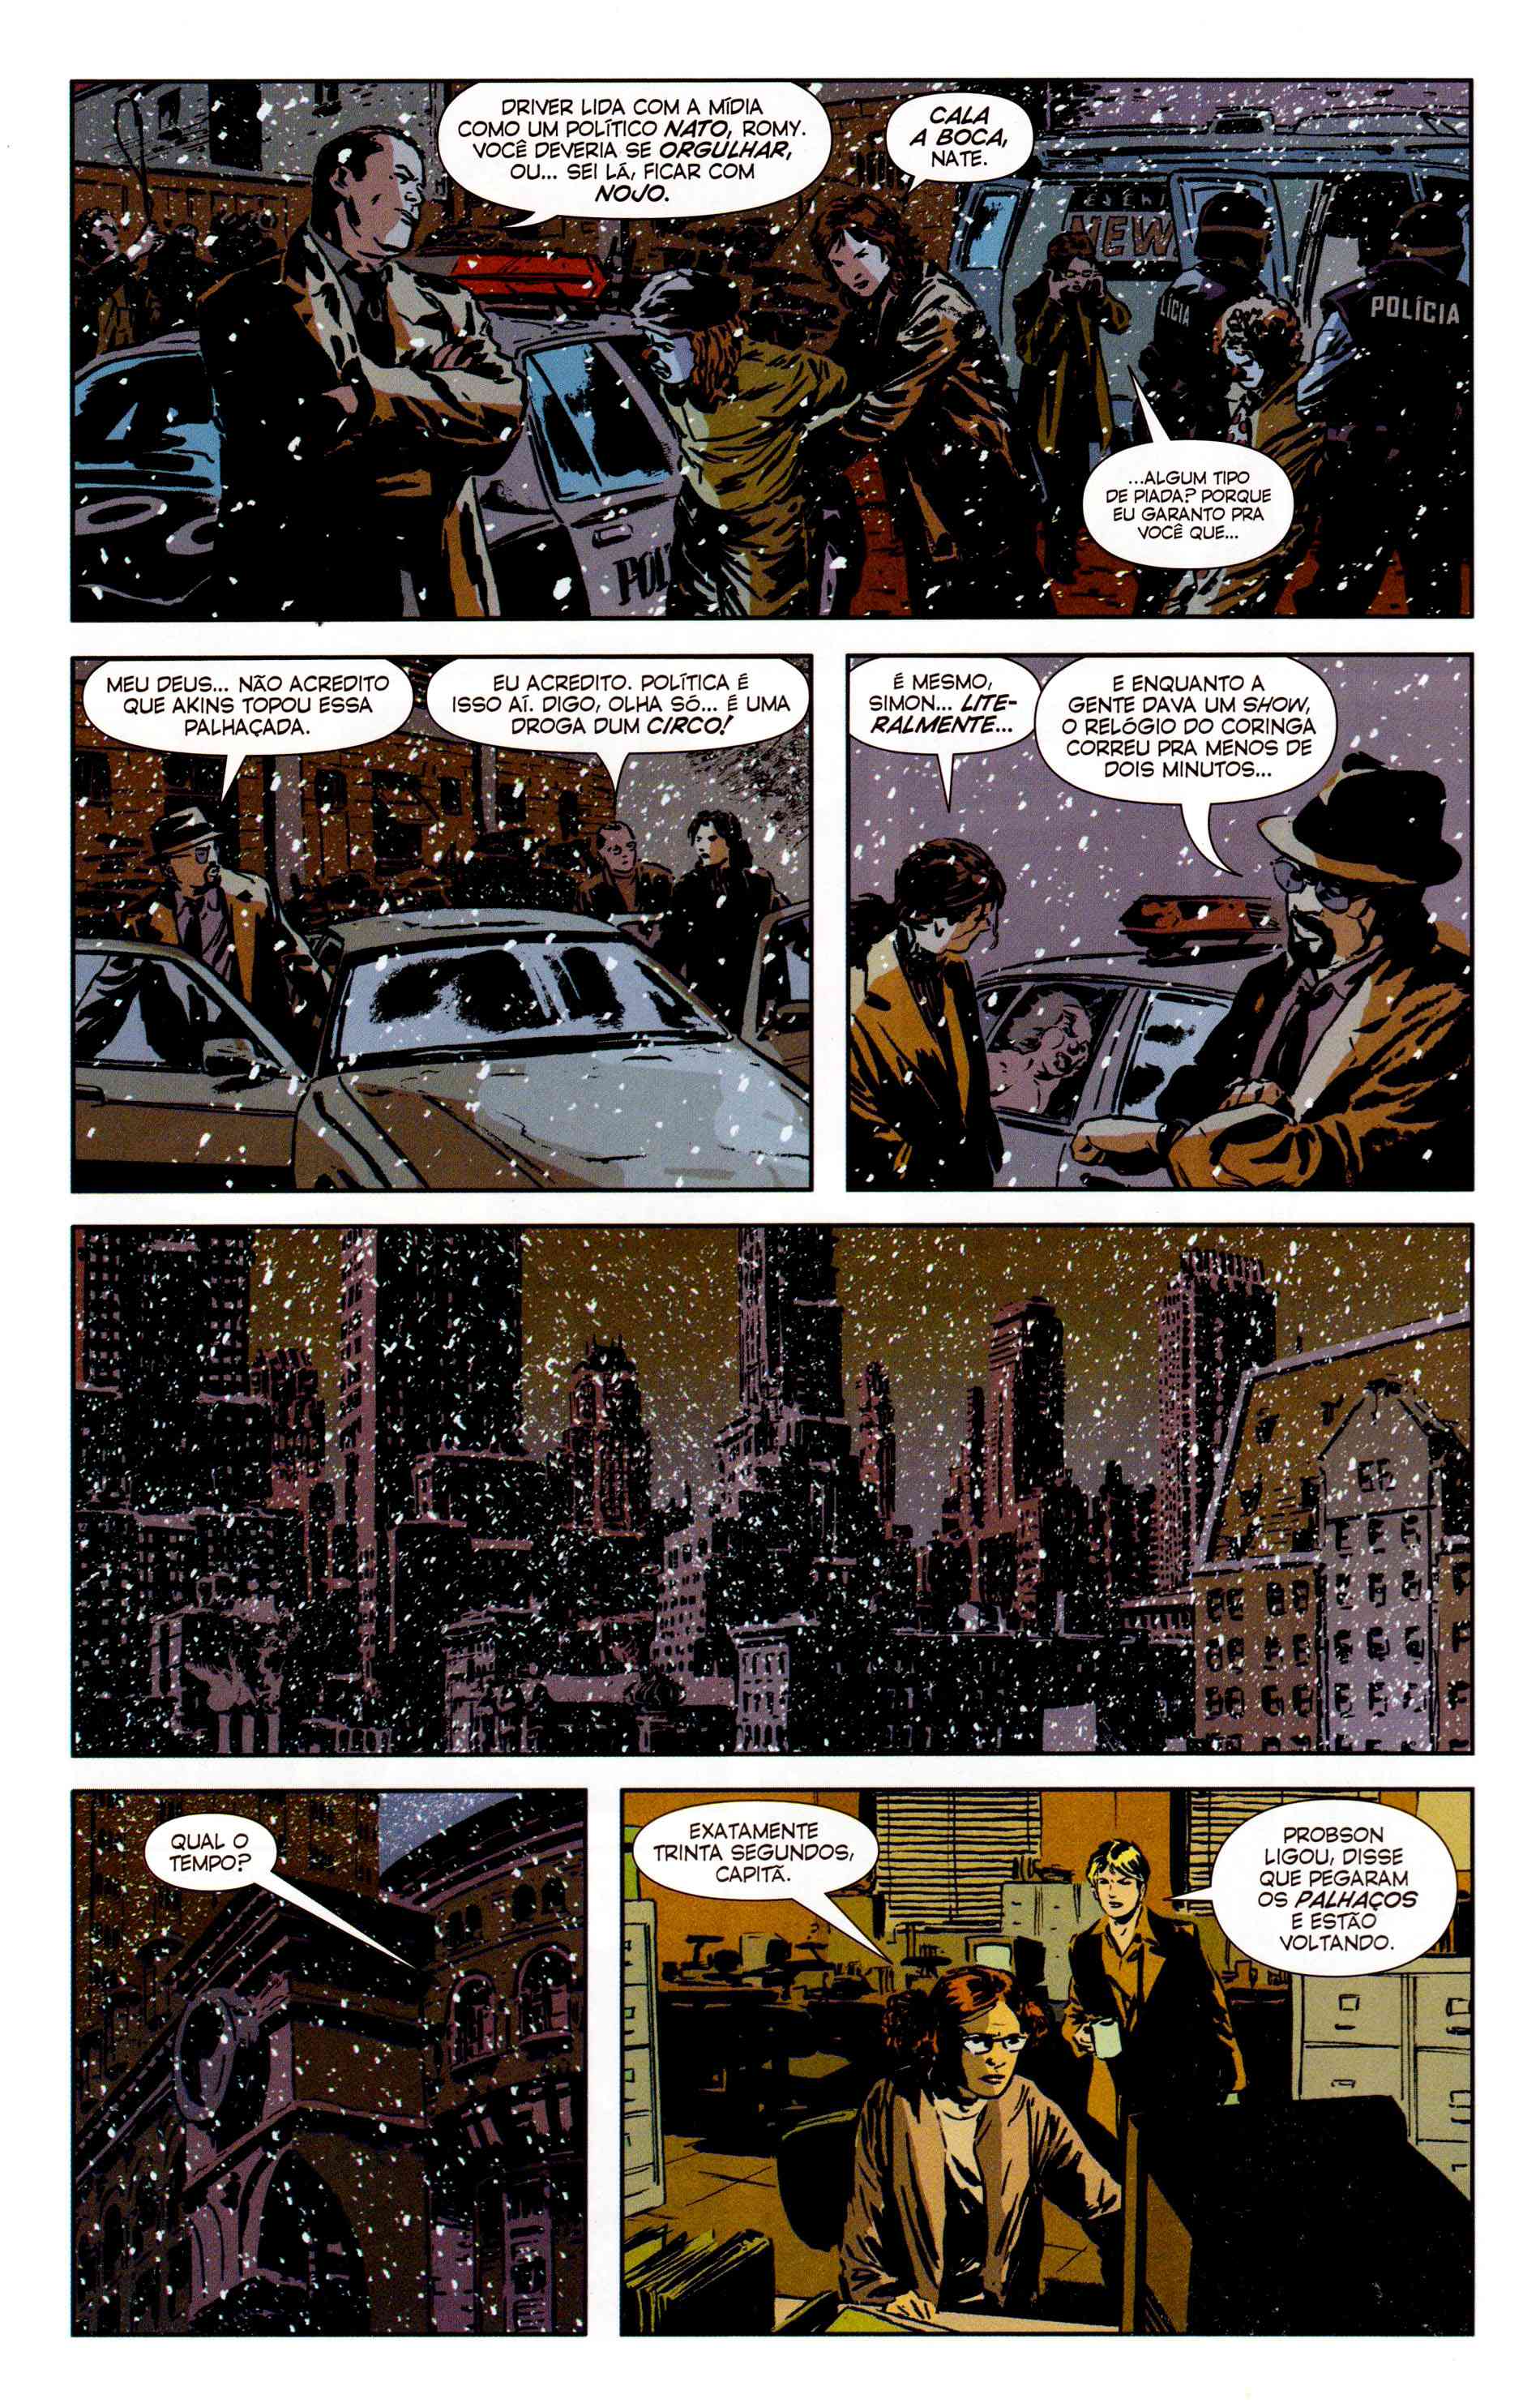 DRIVER LIDA COM A MÍDIA
COMO UM POLÍTICO NATO, ROMY.
VOCÊ DEVERIA SE ORGULHAR,
OU... SEI LÁ, FICAR COM
NOJO.
CALA
A BOCA,
NATE.
NEW
LÍCIA
POLÍCIA
POLI
...ALGUM TIPO
DE PIADA? PORQUE
EU GARANTO PRA
VOCÊ QUE...
MEU DEUS... NÃO ACREDITO
QUE AKINS TOPOU ESSA
PALHAÇADA.
EU ACREDITO. POLÍTICA É
ISSO AÍ. DIGO, OLHA SÓ... É UMA
DROGA DUM CIRCO!
É MESMO,
SIMON... LITE-
RALMENTE...
E ENQUANTO A
GENTE DAVA UM SHOW,
O RELÓGIO DO CORINGA
CORREU PRA MENOS DE
DOIS MINUTOS...
QUAL O
TEMPO?
EXATAMENTE
TRINTA SEGUNDOS,
CAPITÃ.
PROBSON
LIGOU, DISSE
QUE PEGARAM
OS PALHAÇOS
E ESTÃO
VOLTANDO.